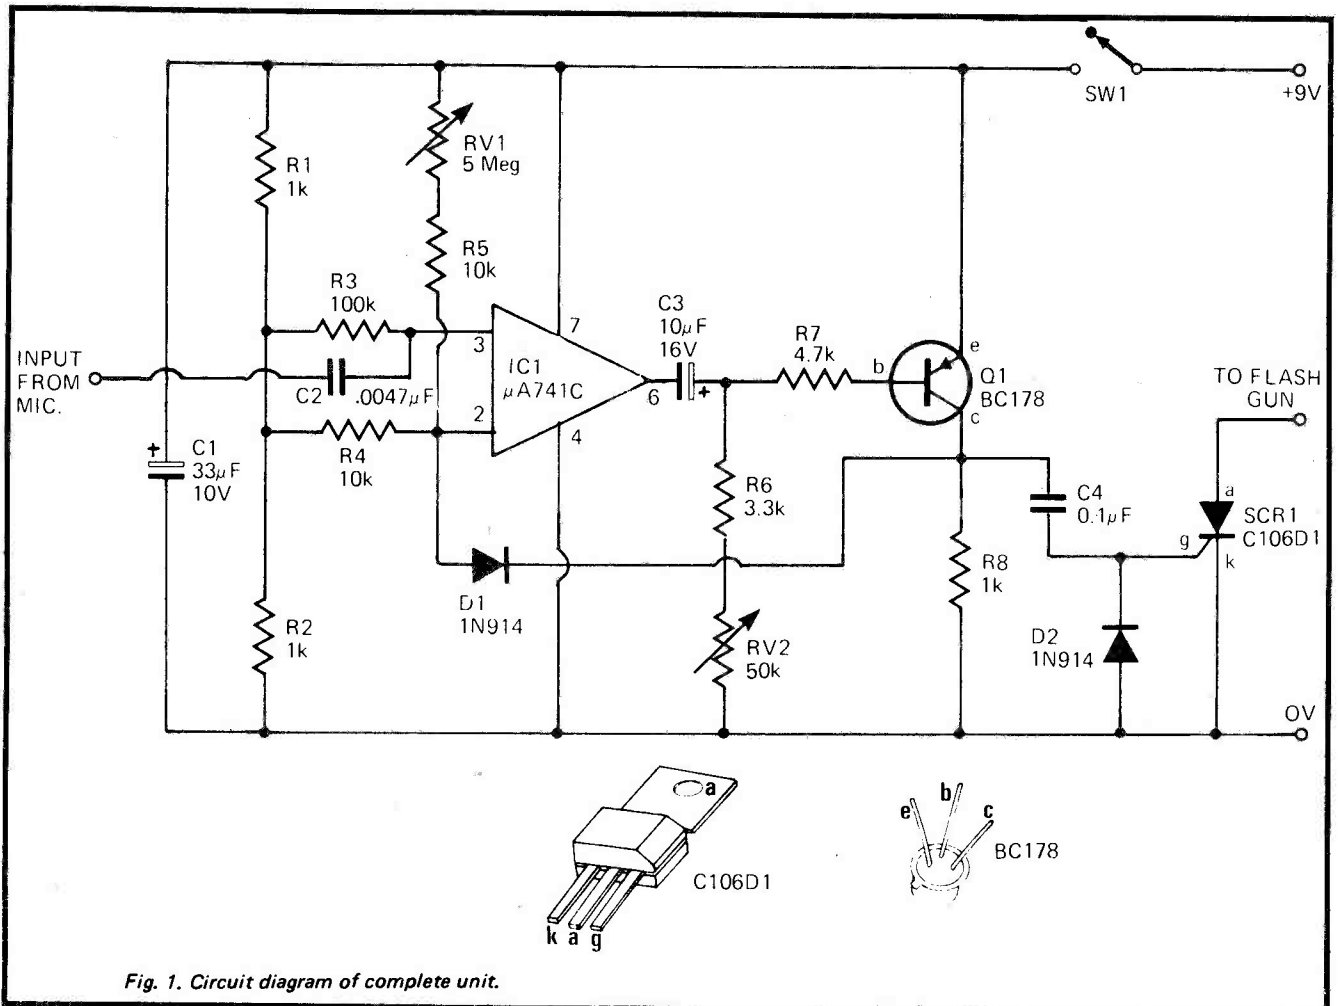 SW1
+9V
R1
1k
RV1
5 Meg
R5
10k
R3
100k
C3
10µF
16V
R7
4.7k
INPUT
FROM
MIC.
C2 .0047µF
3
7
IC1
µA741C
6
+
b
e
Q1
BC178
c
TO FLASH
GUN
2
4
+
C1
33µF
10V
R4
10k
R6
3.3k
C4
0.1µF
a
SCR1
C106D1
g
k
D1
1N914
R8
1k
R2
1k
RV2
50k
D2
1N914
0V
a
C106D1
k a g
e
b
c
BC178
Fig. 1. Circuit diagram of complete unit.